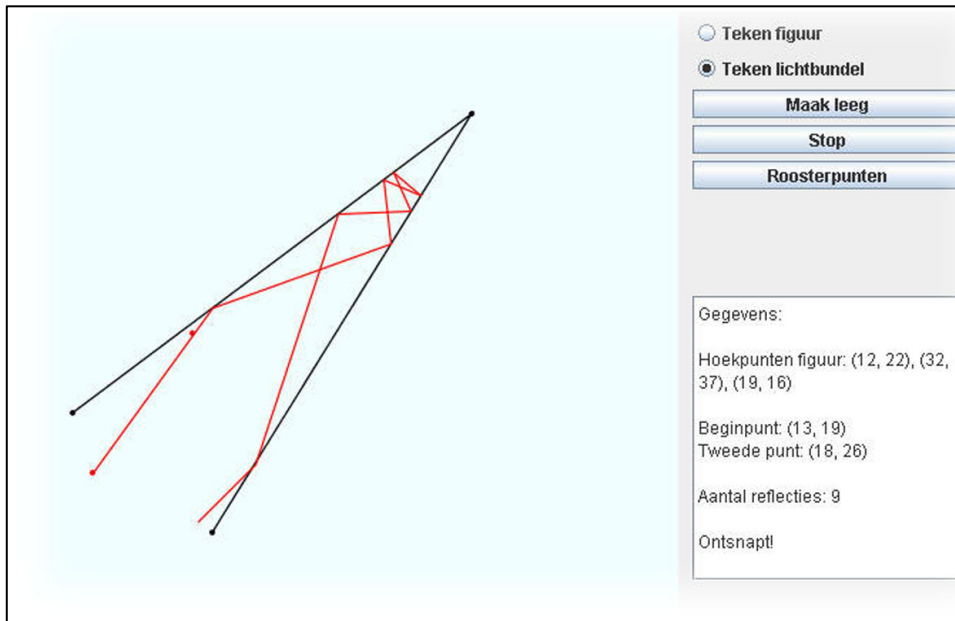 Teken figuur
Teken lichtbundel
Maak leeg
Stop
Roosterpunten
Gegevens:
Hoekpunten figuur: (12, 22), (32,
37), (19, 16)
Beginpunt: (13, 19)
Tweede punt: (18, 26)
Aantal reflecties: 9
Ontsnapt!